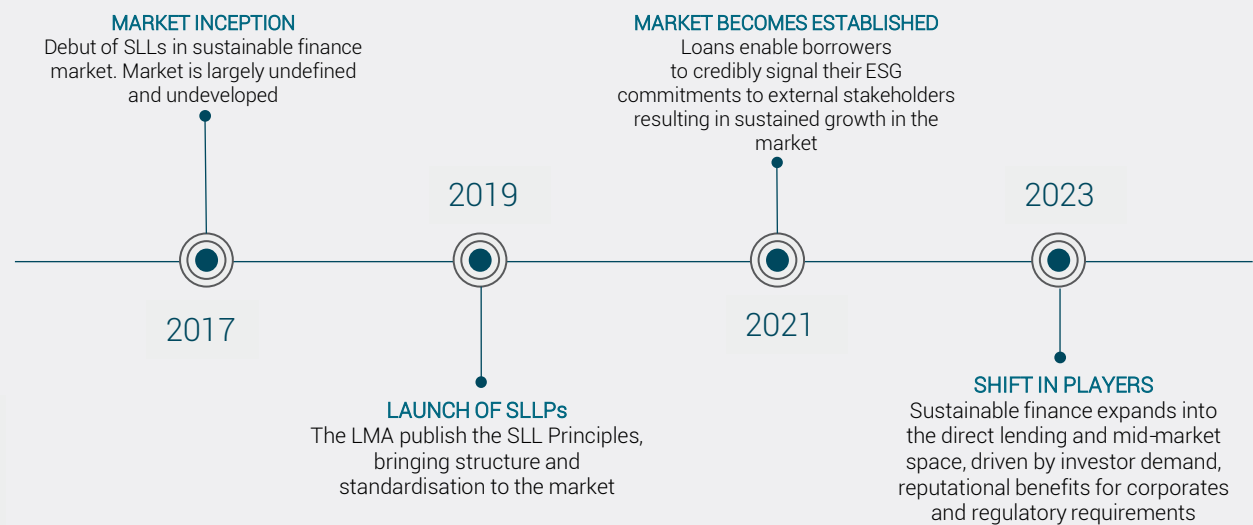 MARKET INCEPTION
Debut of SLLs in sustainable finance
market. Market is largely undefined
and undeveloped
2017
2019
LAUNCH OF SLLPs
The LMA publish the SLL Principles,
bringing structure and
standardisation to the market
MARKET BECOMES ESTABLISHED
Loans enable borrowers
to credibly signal their ESG
commitments to external stakeholders
resulting in sustained growth in the
market
2021
2023
SHIFT IN PLAYERS
Sustainable finance expands into
the direct lending and mid-market
space, driven by investor demand,
reputational benefits for corporates
and regulatory requirements